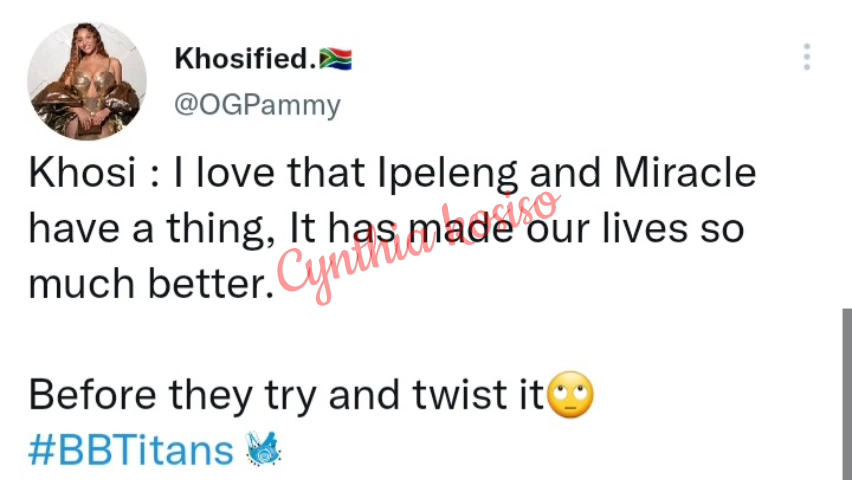 Khosified.🇿🇦
@OGPammy
Khosi : I love that Ipeleng and Miracle
have a thing, It has made our lives so
much better.
Cynthia kosiso
Before they try and twist it🙄
#BBTitans